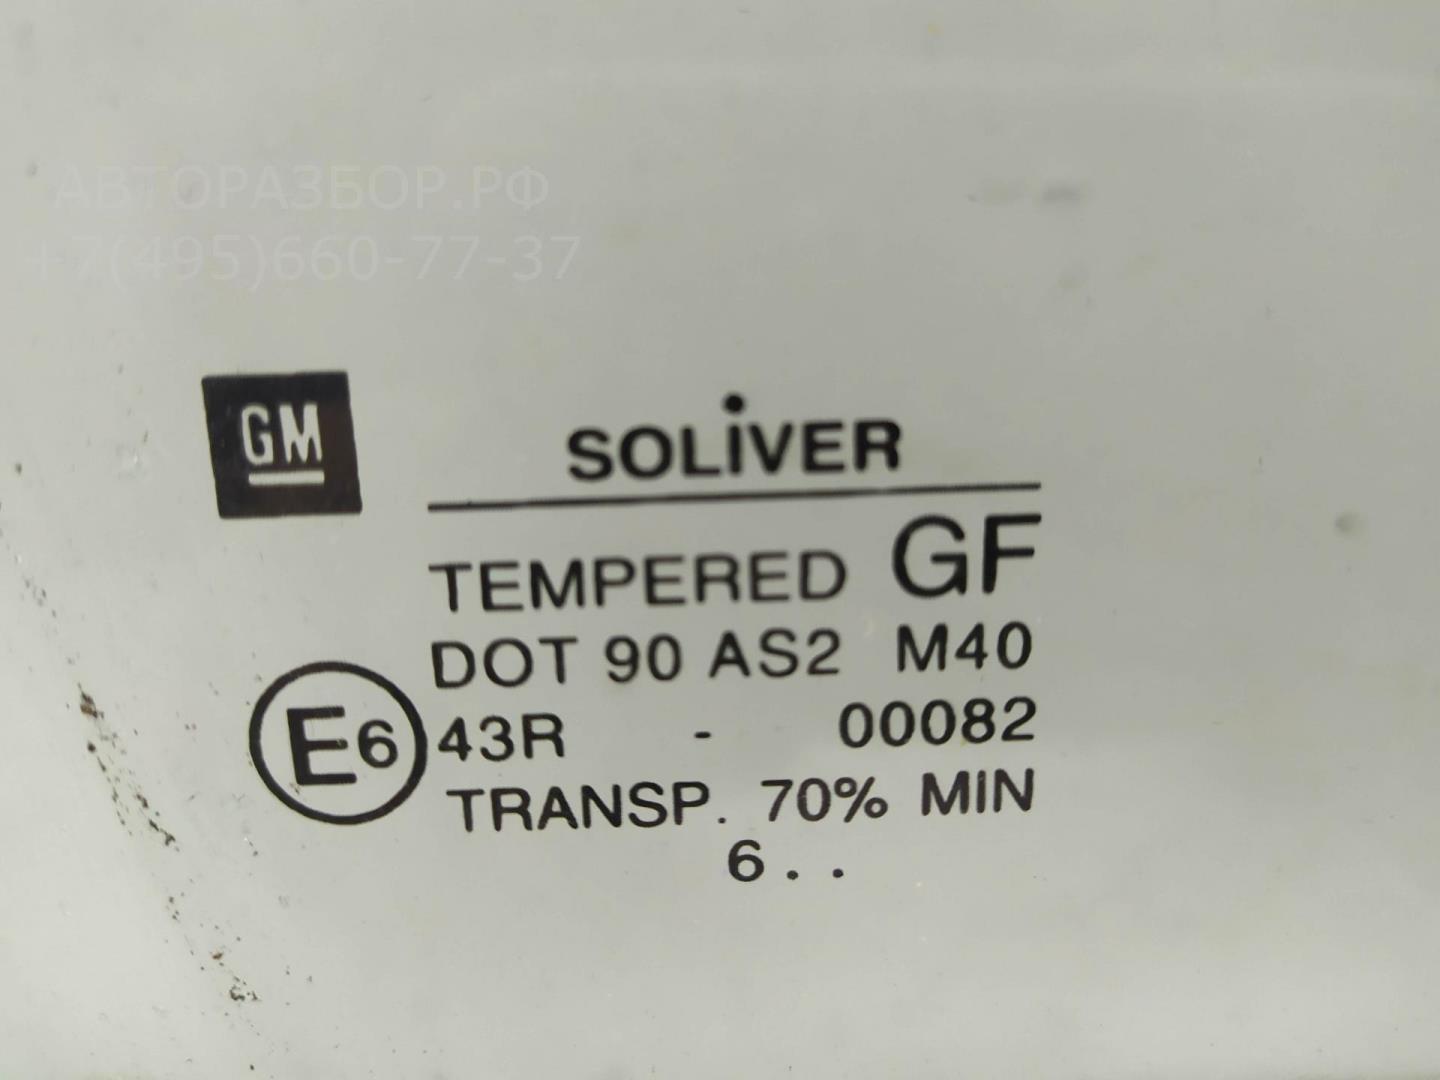 АВТОРАЗБОР.РФ
+7(495)660-77-37
GM
SOLiVER
TEMPERED GF
DOT 90 AS2 M40
E6 43R - 00082
TRANSP. 70% MIN
6 . .